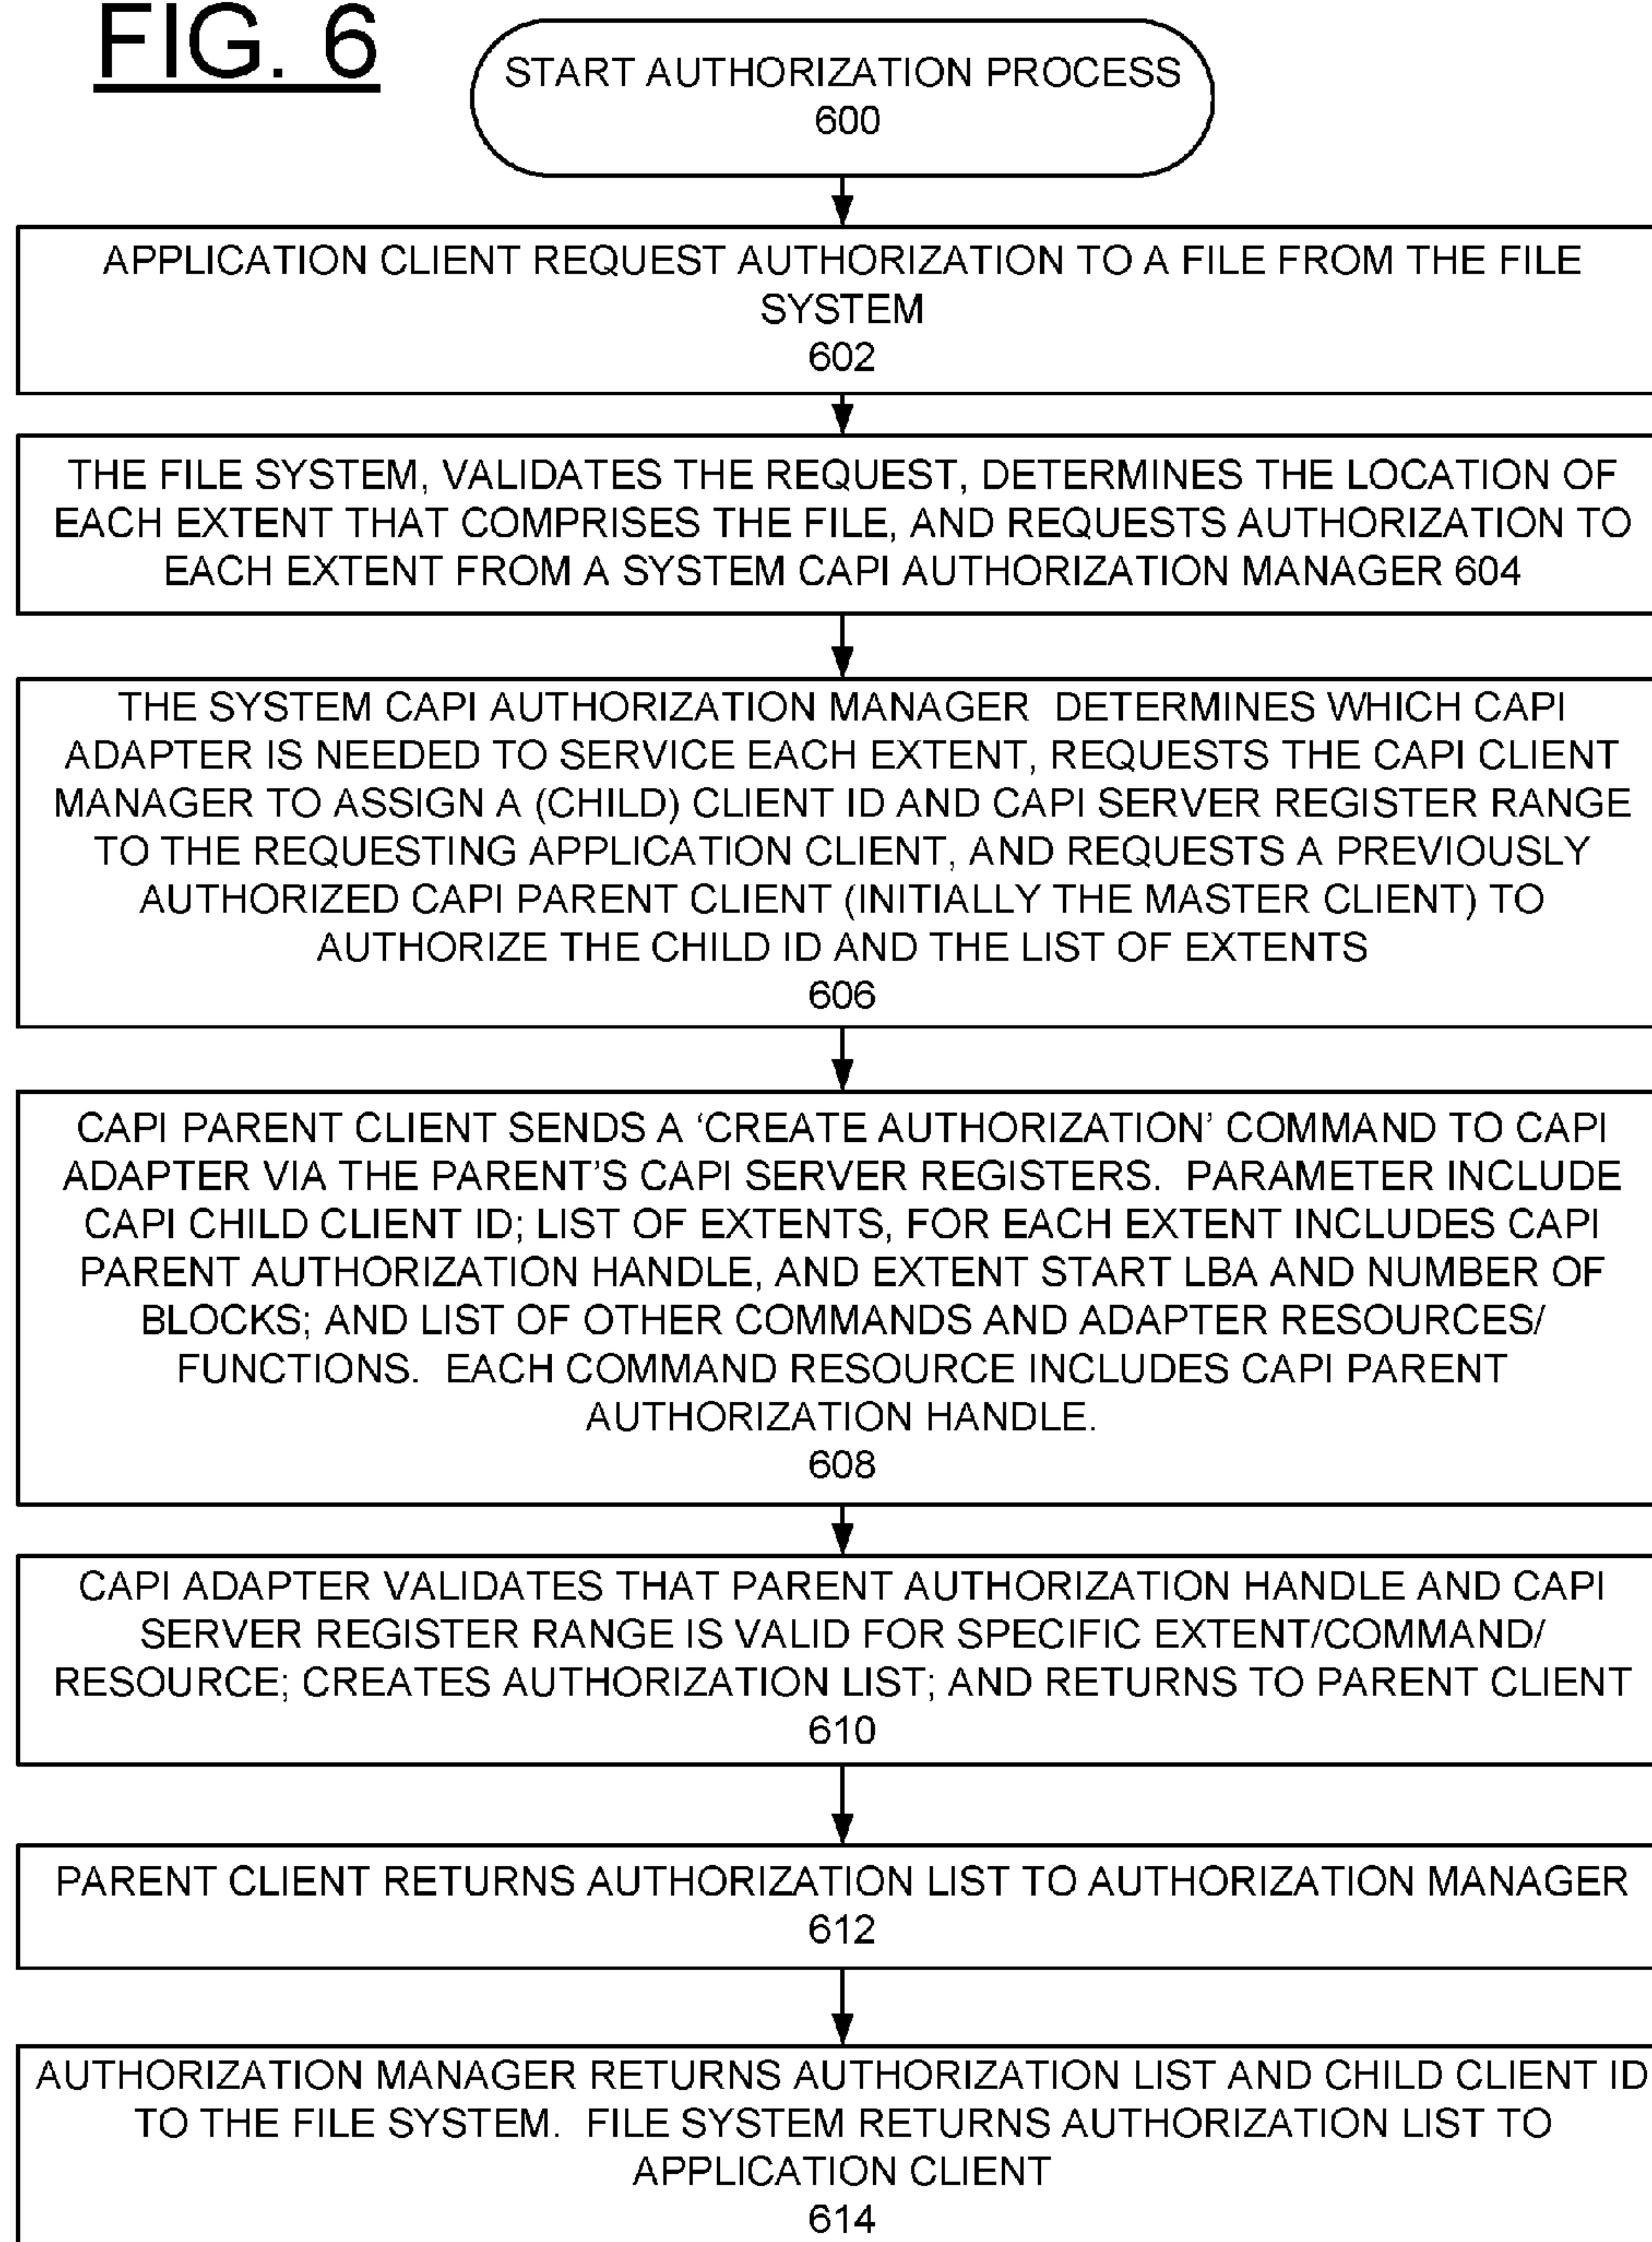 FIG. 6
START AUTHORIZATION PROCESS
600
APPLICATION CLIENT REQUEST AUTHORIZATION TO A FILE FROM THE FILE
SYSTEM
602
THE FILE SYSTEM, VALIDATES THE REQUEST, DETERMINES THE LOCATION OF
EACH EXTENT THAT COMPRISES THE FILE, AND REQUESTS AUTHORIZATION TO
EACH EXTENT FROM A SYSTEM CAPI AUTHORIZATION MANAGER 604
THE SYSTEM CAPI AUTHORIZATION MANAGER DETERMINES WHICH CAPI
ADAPTER IS NEEDED TO SERVICE EACH EXTENT, REQUESTS THE CAPI CLIENT
MANAGER TO ASSIGN A (CHILD) CLIENT ID AND CAPI SERVER REGISTER RANGE
TO THE REQUESTING APPLICATION CLIENT, AND REQUESTS A PREVIOUSLY
AUTHORIZED CAPI PARENT CLIENT (INITIALLY THE MASTER CLIENT) TO
AUTHORIZE THE CHILD ID AND THE LIST OF EXTENTS
606
CAPI PARENT CLIENT SENDS A ‘CREATE AUTHORIZATION’ COMMAND TO CAPI
ADAPTER VIA THE PARENT’S CAPI SERVER REGISTERS. PARAMETER INCLUDE
CAPI CHILD CLIENT ID; LIST OF EXTENTS, FOR EACH EXTENT INCLUDES CAPI
PARENT AUTHORIZATION HANDLE, AND EXTENT START LBA AND NUMBER OF
BLOCKS; AND LIST OF OTHER COMMANDS AND ADAPTER RESOURCES/
FUNCTIONS. EACH COMMAND RESOURCE INCLUDES CAPI PARENT
AUTHORIZATION HANDLE.
608
CAPI ADAPTER VALIDATES THAT PARENT AUTHORIZATION HANDLE AND CAPI
SERVER REGISTER RANGE IS VALID FOR SPECIFIC EXTENT/COMMAND/
RESOURCE; CREATES AUTHORIZATION LIST; AND RETURNS TO PARENT CLIENT
610
PARENT CLIENT RETURNS AUTHORIZATION LIST TO AUTHORIZATION MANAGER
612
AUTHORIZATION MANAGER RETURNS AUTHORIZATION LIST AND CHILD CLIENT ID
TO THE FILE SYSTEM. FILE SYSTEM RETURNS AUTHORIZATION LIST TO
APPLICATION CLIENT
614